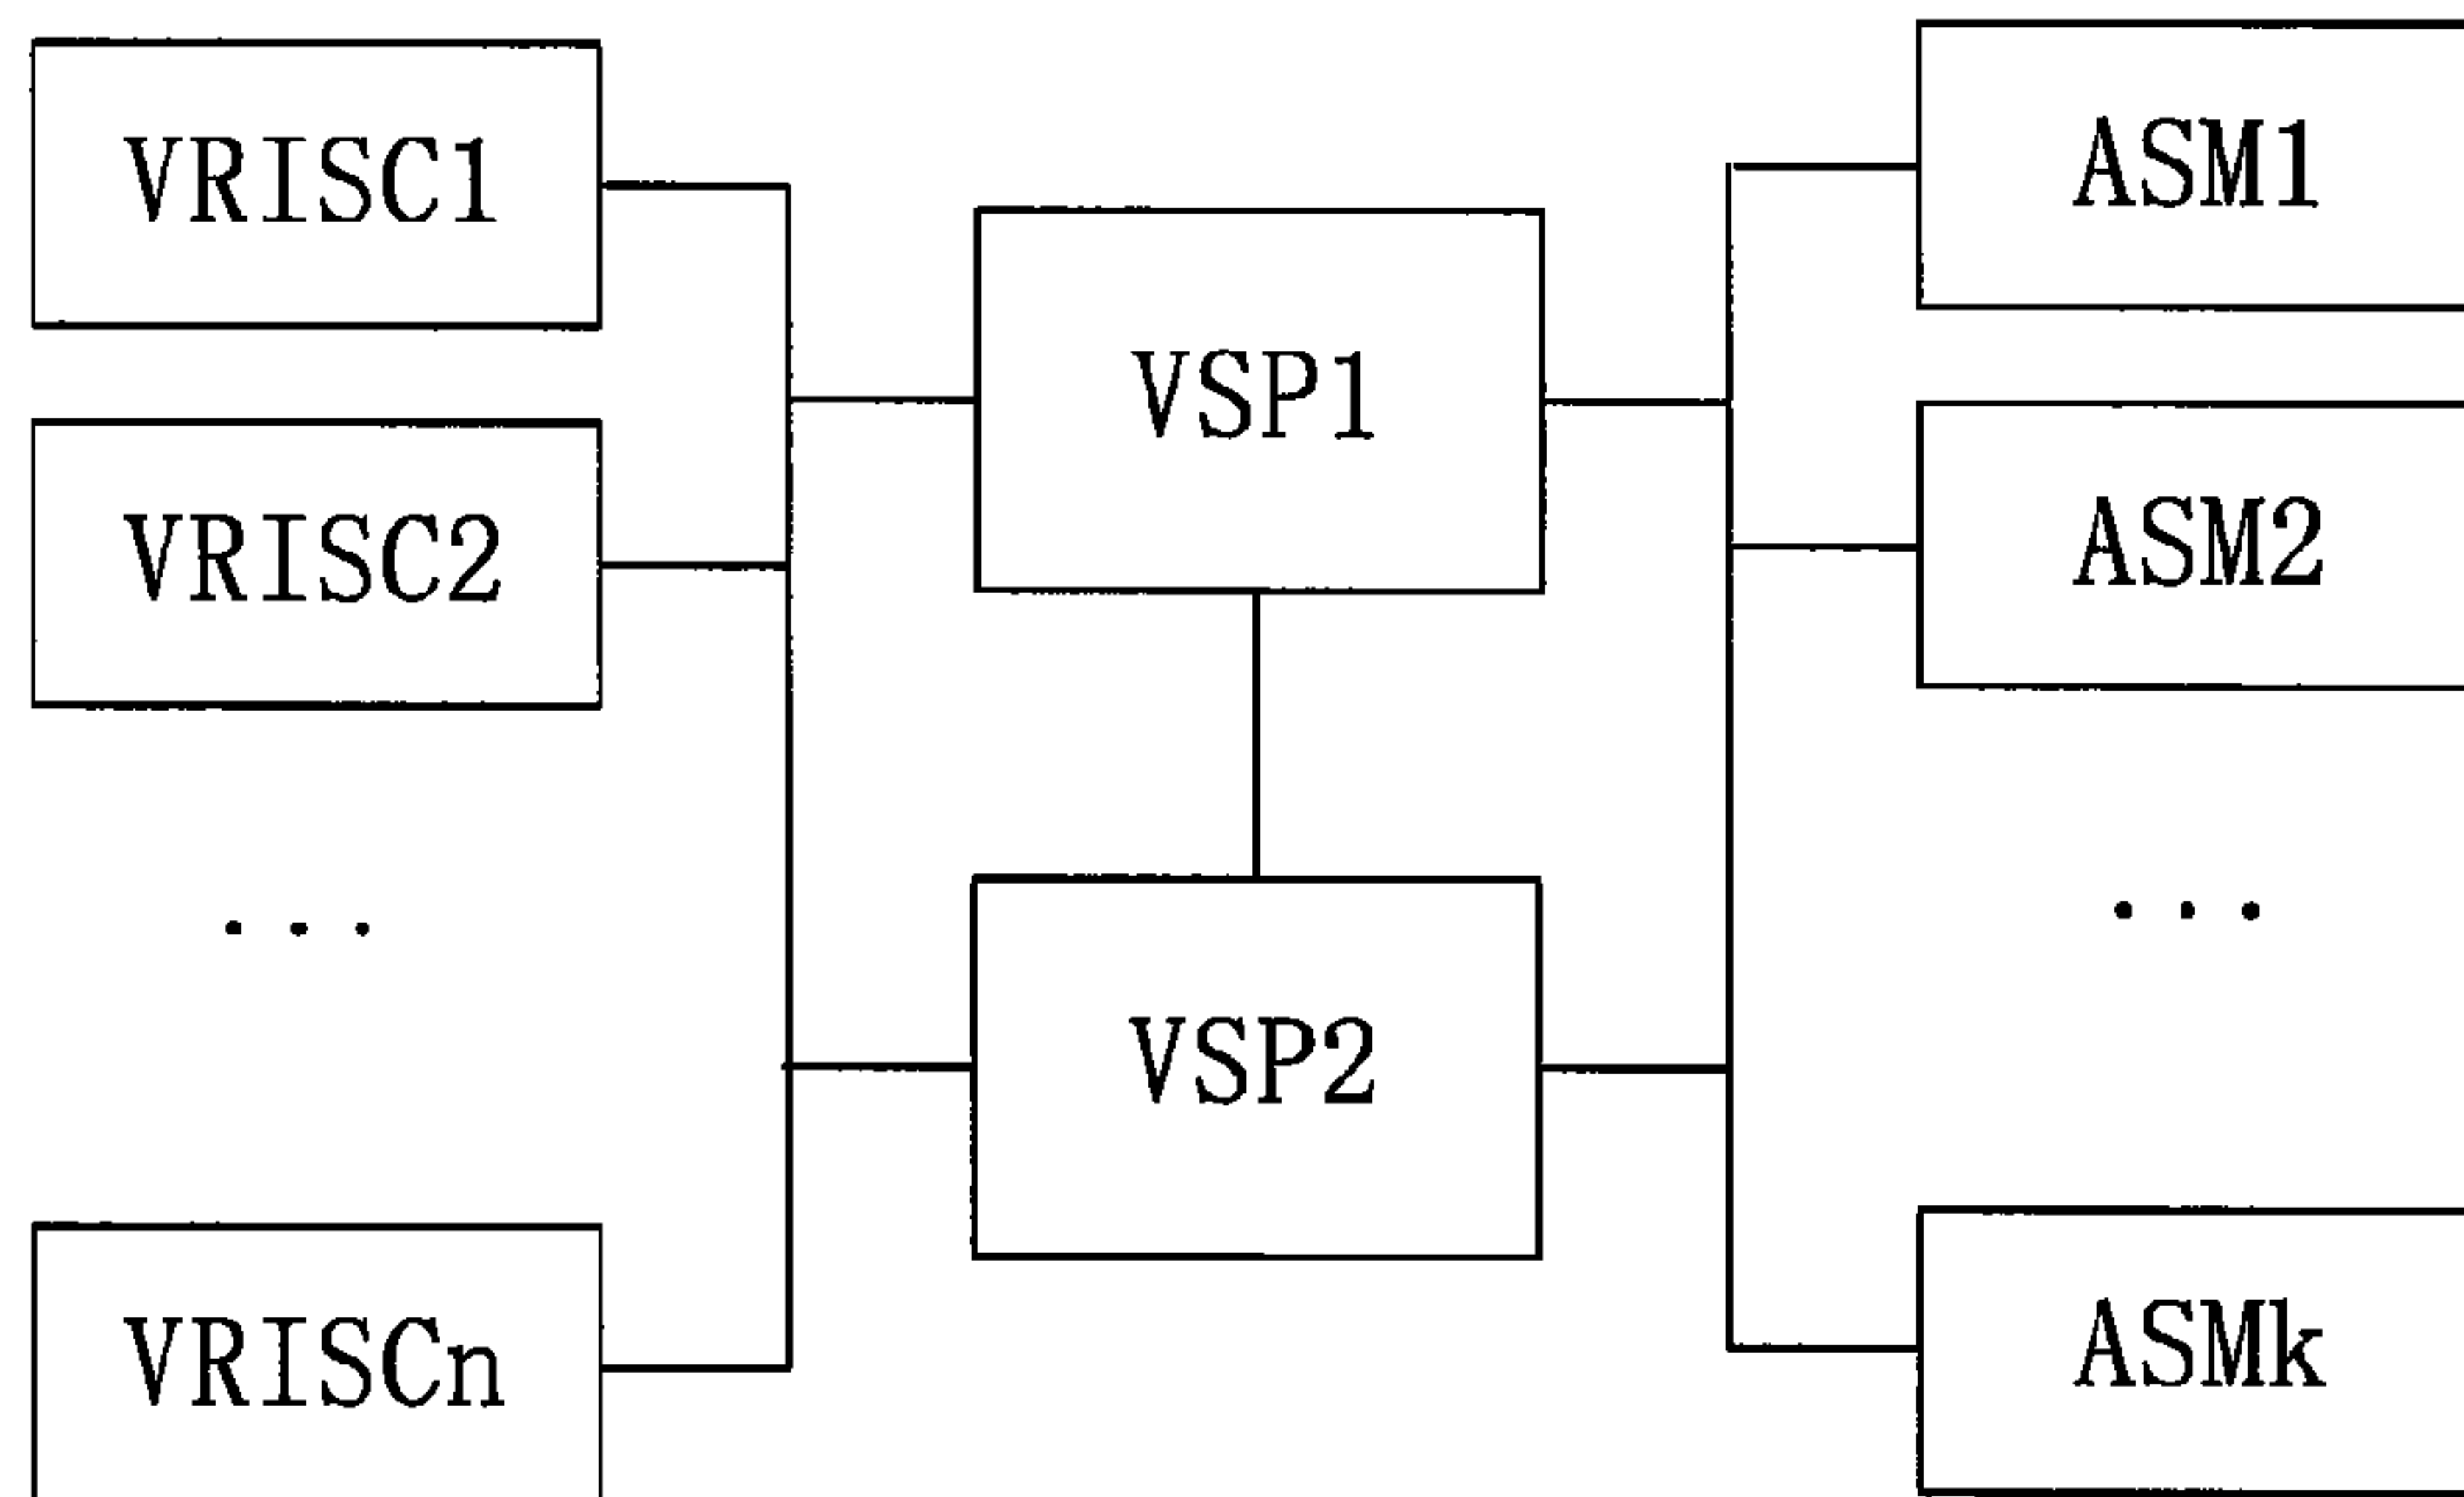 VRISC1
VRISC2
...
VRISCn
VSP1
VSP2
ASM1
ASM2
...
ASMk